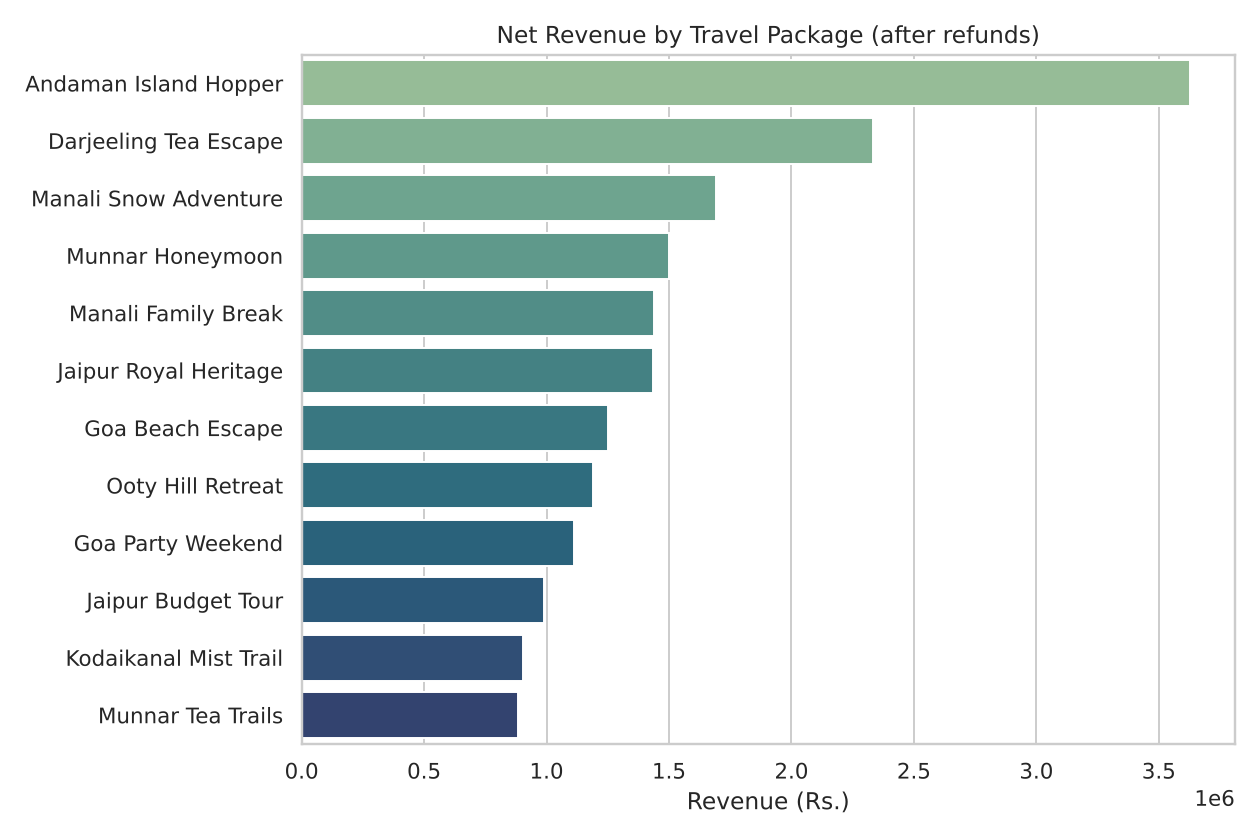 Net Revenue by Travel Package (after refunds)
Andaman Island Hopper
Darjeeling Tea Escape
Manali Snow Adventure
Munnar Honeymoon
Manali Family Break
Jaipur Royal Heritage
Goa Beach Escape
Ooty Hill Retreat
Goa Party Weekend
Jaipur Budget Tour
Kodaikanal Mist Trail
Munnar Tea Trails
0.0 0.5 1.0 1.5 2.0 2.5 3.0 3.5
1e6
Revenue (Rs.)